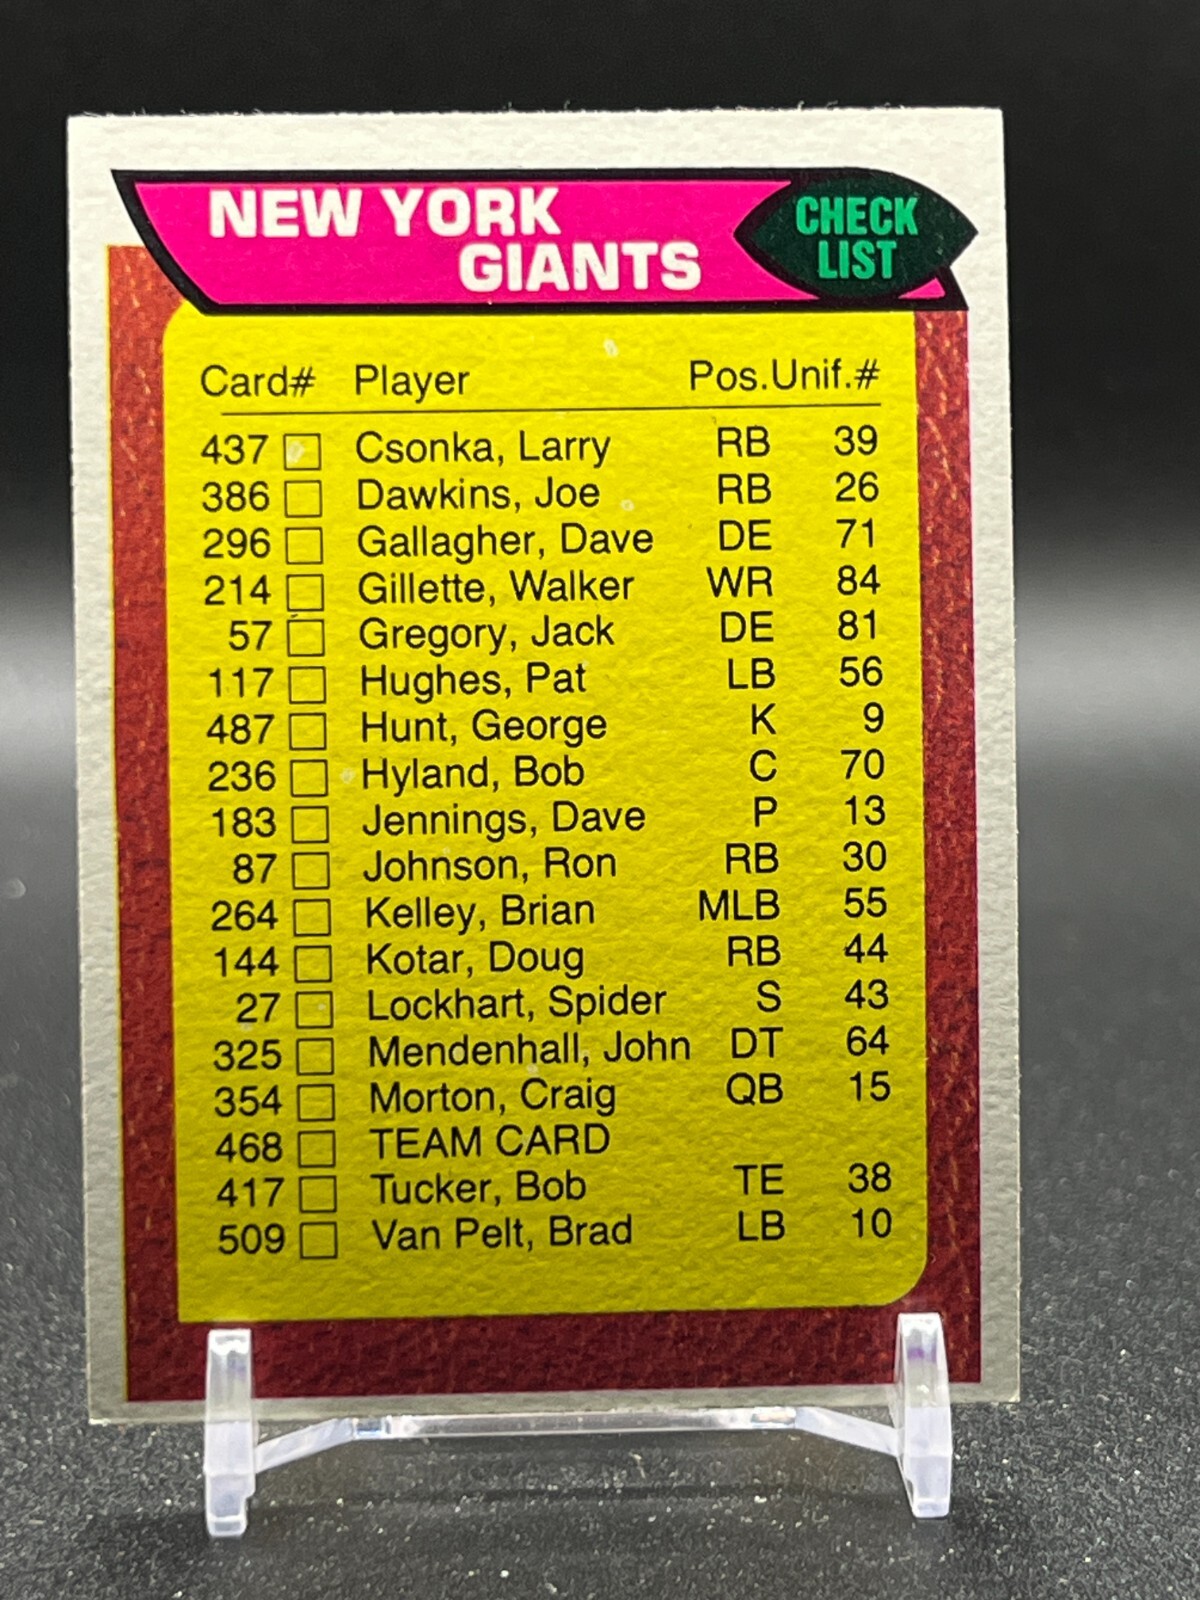 NEW YORK
GIANTS
CHECK
LIST
Card# Player Pos. Unif.#
437 Csonka, Larry RB 39
386 Dawkins, Joe RB 26
296 Gallagher, Dave DE 71
214 Gillette, Walker WR 84
57 Gregory, Jack DE 81
117 Hughes, Pat LB 56
487 Hunt, George K 9
236 Hyland, Bob C 70
183 Jennings, Dave P 13
87 Johnson, Ron RB 30
264 Kelley, Brian MLB 55
144 Kotar, Doug RB 44
27 Lockhart, Spider S 43
325 Mendenhall, John DT 64
354 Morton, Craig QB 15
468 TEAM CARD
417 Tucker, Bob TE 38
509 Van Pelt, Brad LB 10